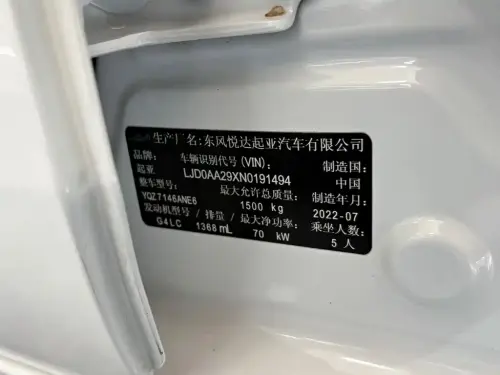 生产厂名:东风悦达起亚汽车有限公司
品牌: 车辆识别代号(VIN): 制造国:
起亚 LJD0AA29XN0191494 中国
整车型号: 最大允许总质量: 制造年月:
YQZ7146ANE6 1500 kg 2022-07
发动机型号/排量/最大净功率: 乘坐人数:
G4LC 1368 mL 70 kW 5人